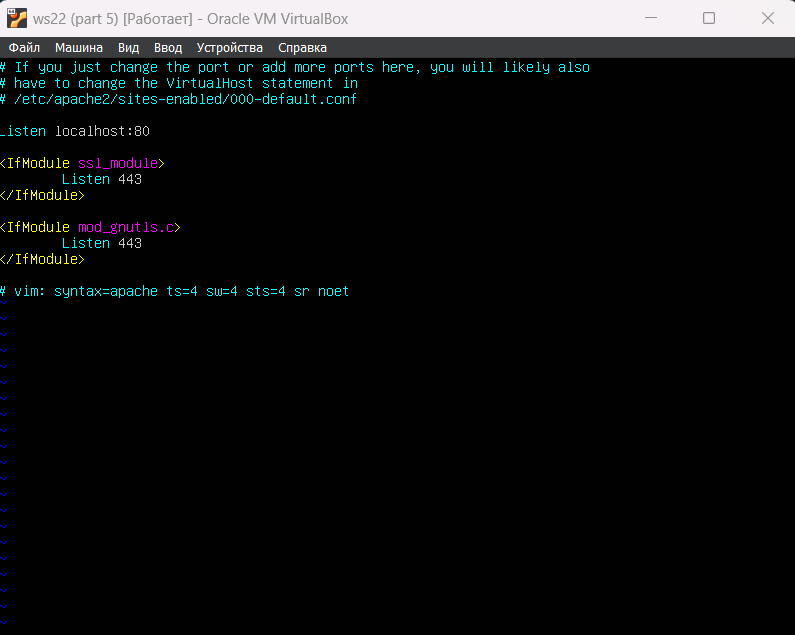 ws22 (part 5) [Работает] - Oracle VM VirtualBox
Файл Машина Вид Ввод Устройства Справка
# If you just change the port or add more ports here, you will likely also
# have to change the VirtualHost statement in
# /etc/apache2/sites-enabled/000-default.conf
Listen localhost:80
<IfModule ssl_module>
Listen 443
</IfModule>
<IfModule mod_gnutls.c>
Listen 443
</IfModule>
# vim: syntax=apache ts=4 sw=4 sts=4 sr noet